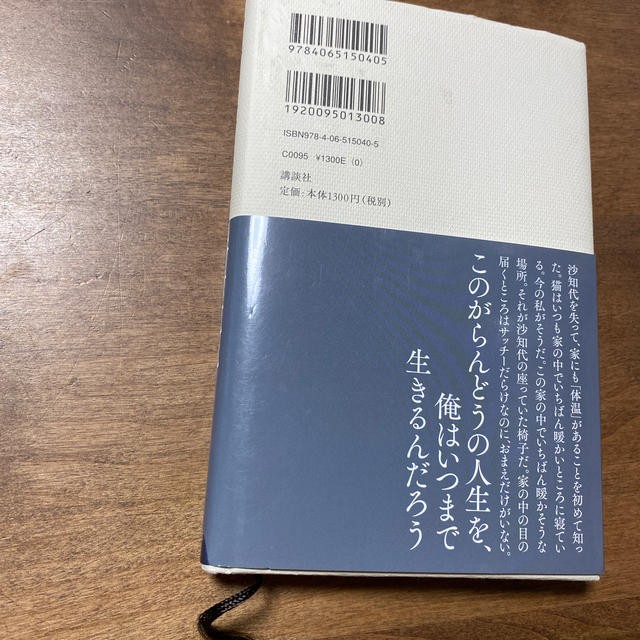 9784065150405
1920095013008
ISBN978-4-06-515040-5
C0095 ¥1300E (0)
講談社
定価:本体1300円(税別)
沙知代を失って、家にも「体温」があることを初めて知っ
た。猫はいつも家の中でいちばん暖かいところに寝てい
る。今の私がそうだ。この家の中でいちばん暖かそうな
場所。それが沙知代の座っていた椅子だ。家の中の目の
届くところはサッチーだらけなのに、おまえだけがいない。
このがらんどうの人生を、
俺はいつまで
生きるんだろう